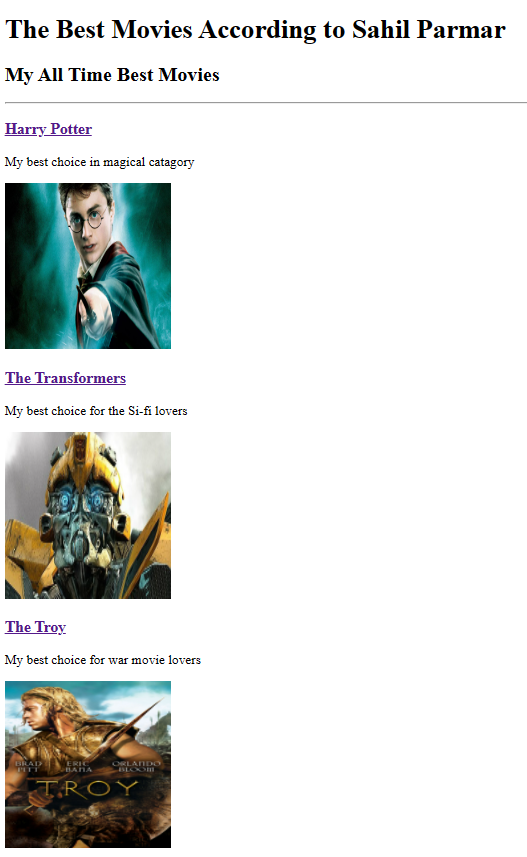 The Best Movies According to Sahil Parmar
My All Time Best Movies
Harry Potter
My best choice in magical catagory
The Transformers
My best choice for the Si-fi lovers
The Troy
My best choice for war movie lovers
BRAD PITT ERIC BANA ORLANDO BLOOM
TROY